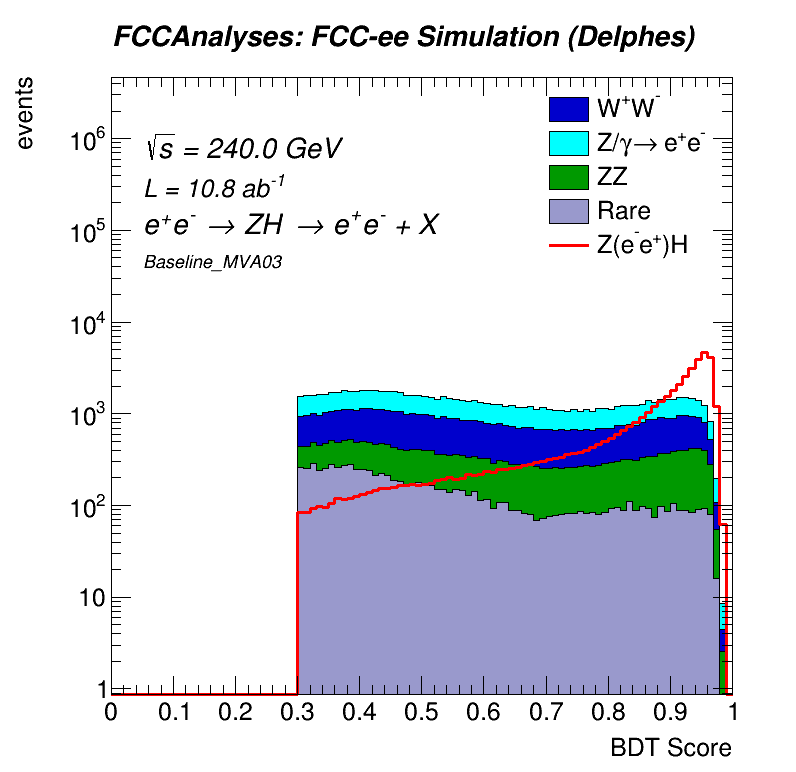 FCCAnalyses: FCC-ee Simulation (Delphes)
events
√s = 240.0 GeV
L = 10.8 ab⁻¹
e⁺e⁻ → ZH → e⁺e⁻ + X
Baseline_MVA03
W⁺W⁻
Z/γ→ e⁺e⁻
ZZ
Rare
Z(e⁻e⁺)H
10⁶
10⁵
10⁴
10³
10²
10
1
0 0.1 0.2 0.3 0.4 0.5 0.6 0.7 0.8 0.9 1
BDT Score